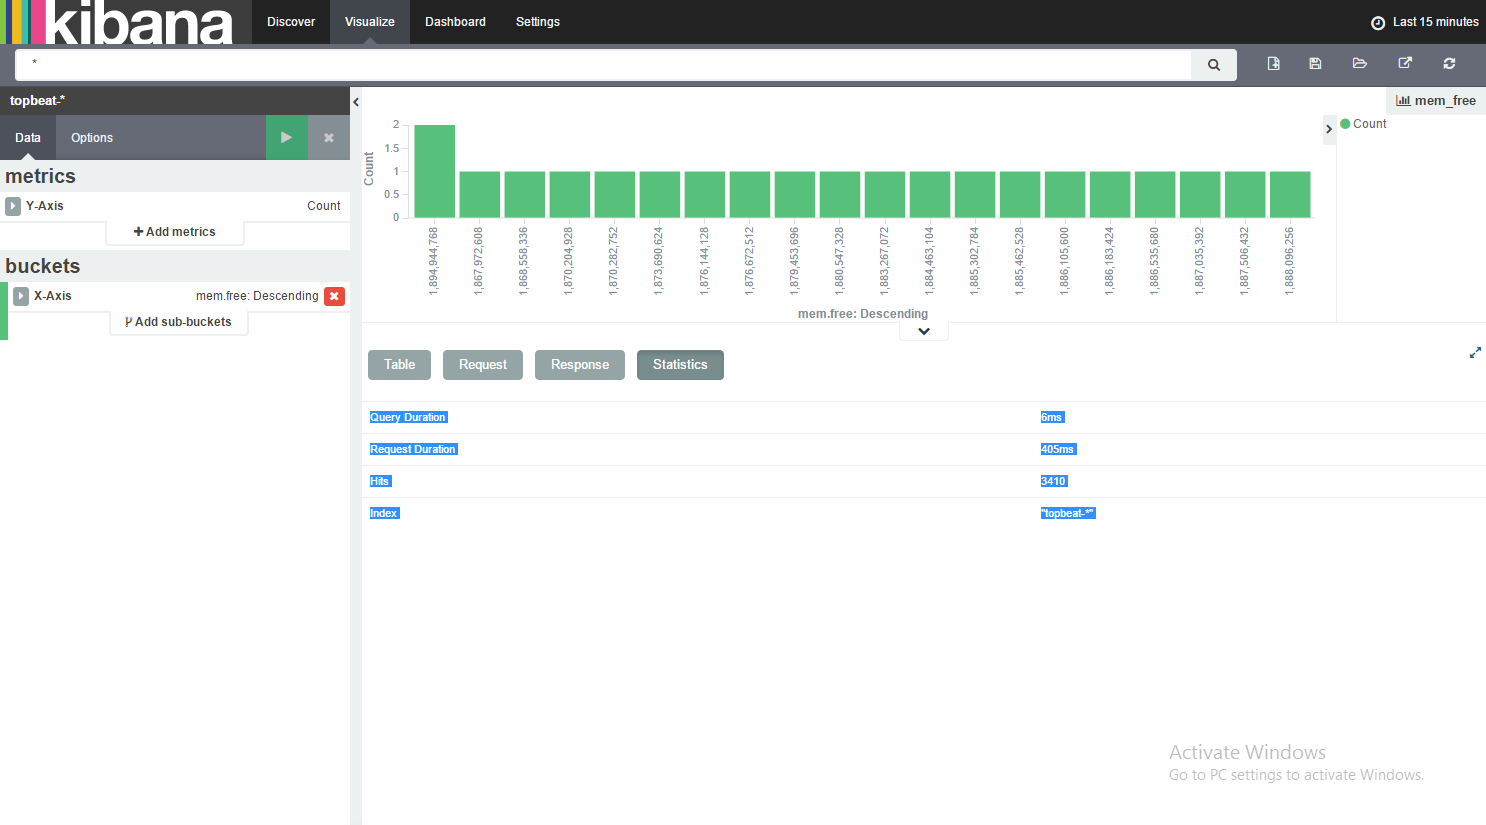 kibana
Discover
Visualize
Dashboard
Settings
Last 15 minutes
*
topbeat-*
mem_free
Data
Options
metrics
Y-Axis
Count
Add metrics
buckets
X-Axis
mem.free: Descending
Add sub-buckets
Count
Count
2
1.5
1
0.5
0
1,894,944,768
1,867,972,608
1,868,558,336
1,870,204,928
1,870,282,752
1,873,690,624
1,876,144,128
1,876,672,512
1,879,453,696
1,880,547,328
1,883,267,072
1,884,463,104
1,885,302,784
1,885,462,528
1,886,105,600
1,886,183,424
1,886,535,680
1,887,035,392
1,887,506,432
1,888,096,256
mem.free: Descending
Table
Request
Response
Statistics
Query Duration
6ms
Request Duration
405ms
Hits
3410
Index
"topbeat-*"
Activate Windows
Go to PC settings to activate Windows.